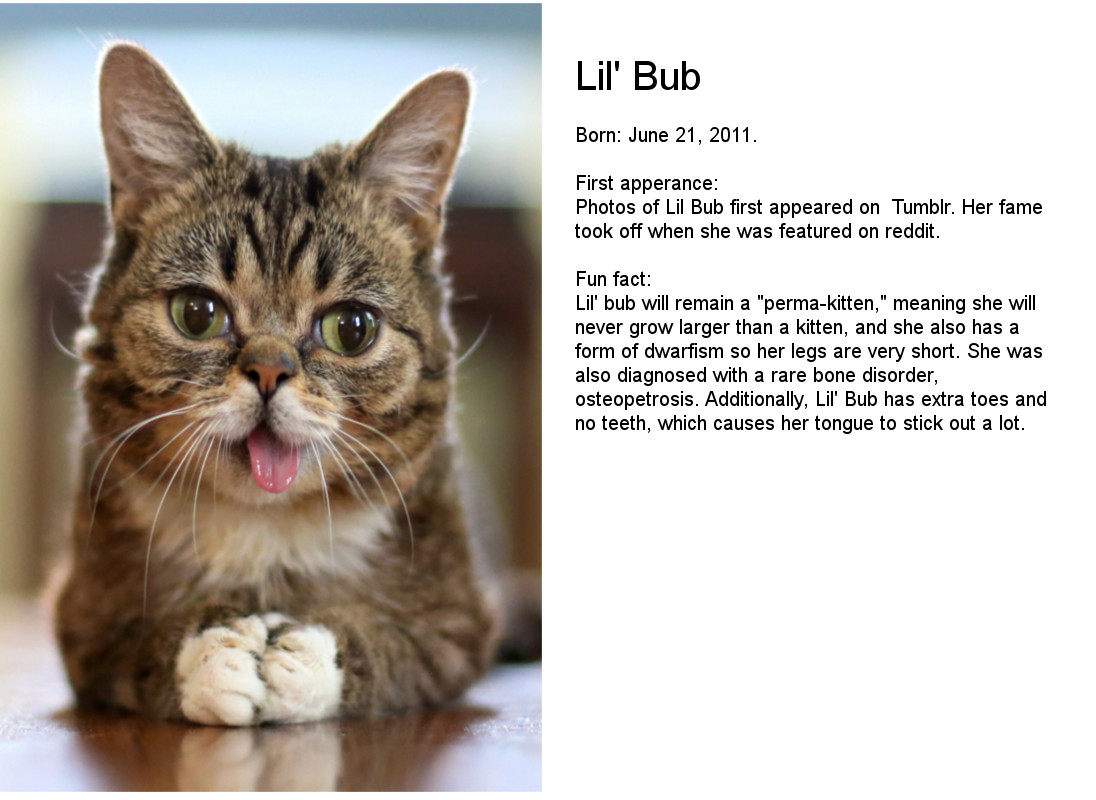 Lil' Bub
Born: June 21, 2011.
First apperance:
Photos of Lil Bub first appeared on  Tumblr. Her fame
took off when she was featured on reddit.
Fun fact:
Lil' bub will remain a "perma-kitten," meaning she will
never grow larger than a kitten, and she also has a
form of dwarfism so her legs are very short. She was
also diagnosed with a rare bone disorder,
osteopetrosis. Additionally, Lil' Bub has extra toes and
no teeth, which causes her tongue to stick out a lot.